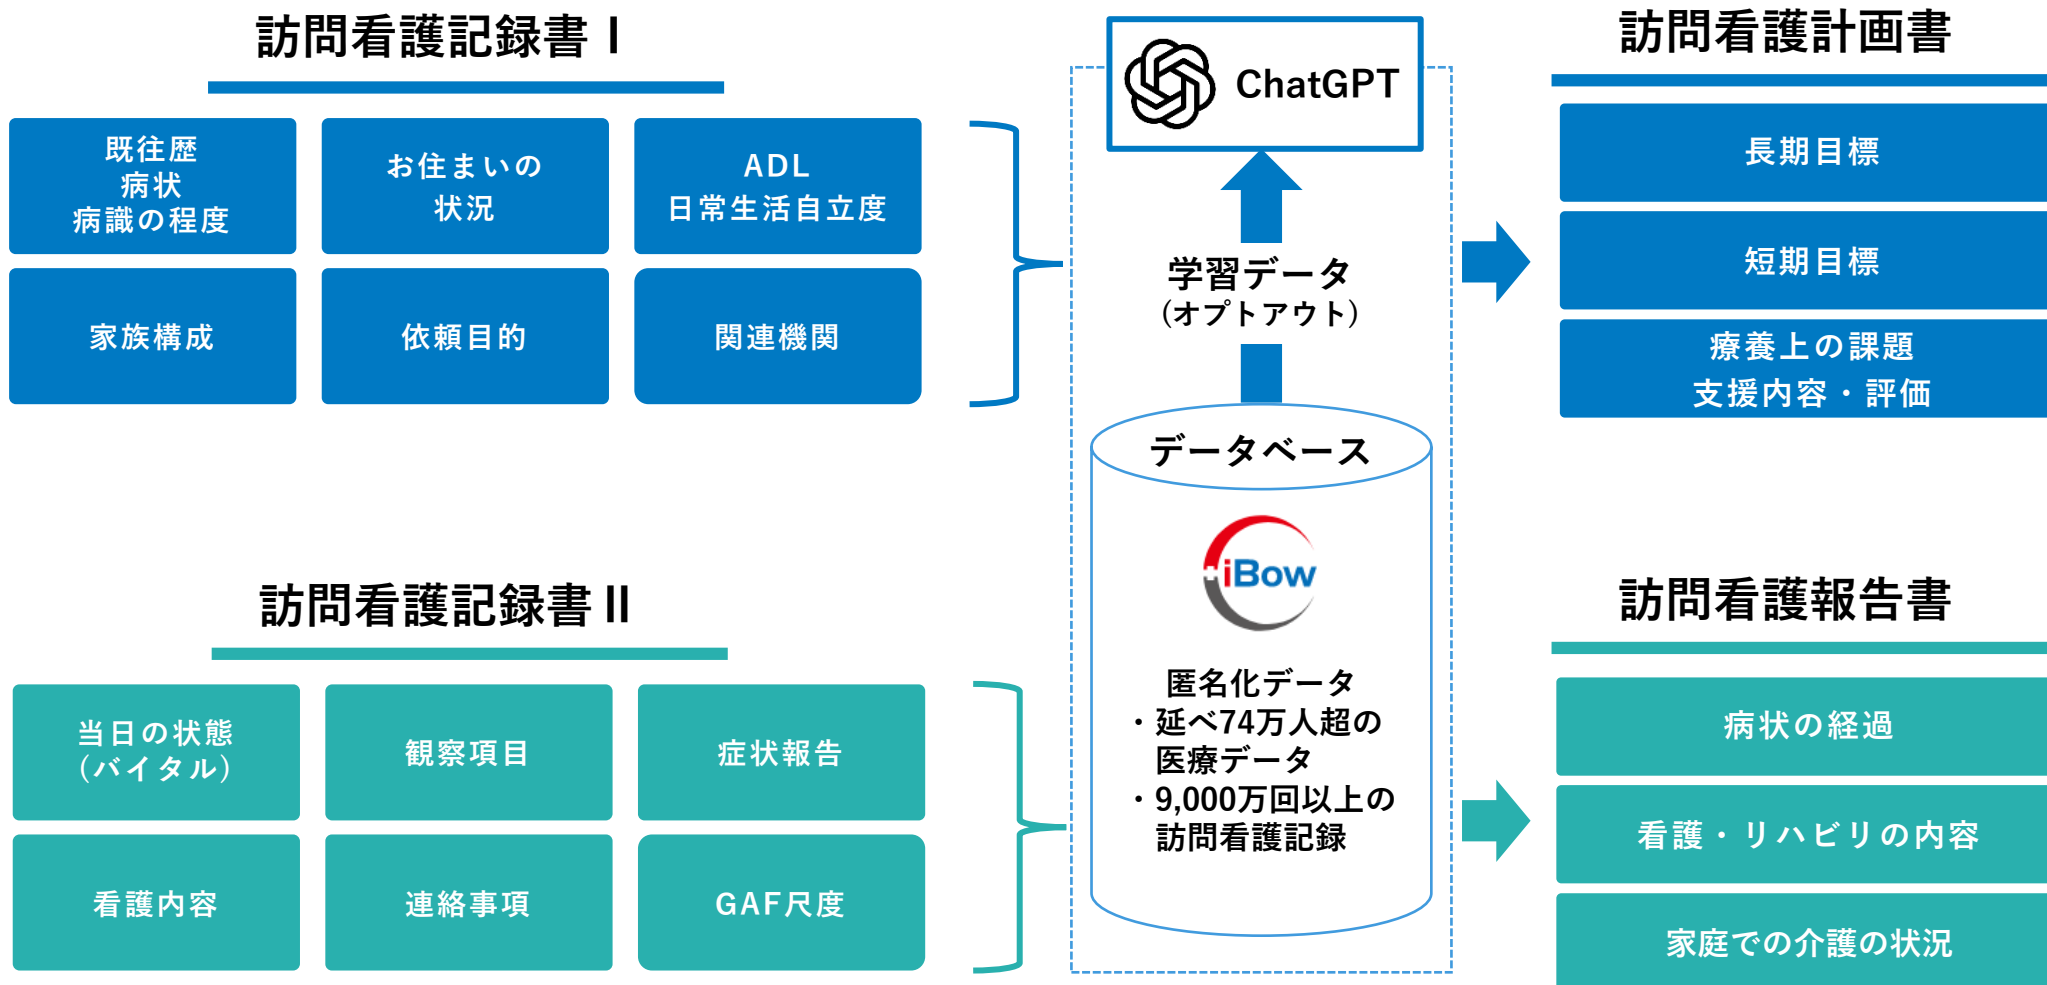 訪問看護記録書Ⅰ
既往歴
病状
病識の程度
お住まいの
状況
ADL
日常生活自立度
家族構成
依頼目的
関連機関
訪問看護記録書Ⅱ
当日の状態
（バイタル）
観察項目
症状報告
看護内容
連絡事項
GAF尺度
ChatGPT
学習データ
（オプトアウト）
データベース
iBow
匿名化データ
・延べ74万人超の
医療データ
・9,000万回以上の
訪問看護記録
訪問看護計画書
長期目標
短期目標
療養上の課題
支援内容・評価
訪問看護報告書
病状の経過
看護・リハビリの内容
家庭での介護の状況